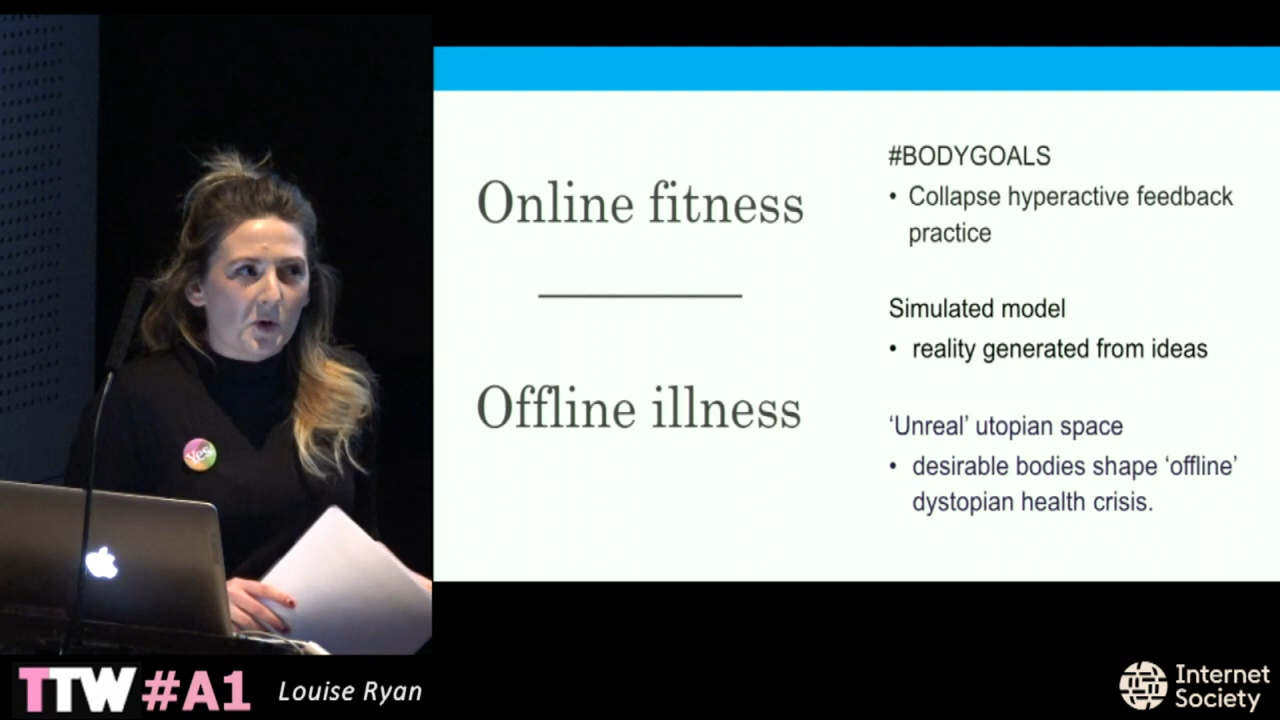 Online fitness
Offline illness
#BODYGOALS
• Collapse hyperactive feedback
practice
Simulated model
• reality generated from ideas
‘Unreal’ utopian space
• desirable bodies shape ‘offline’
dystopian health crisis.
Yes!
TTW#A1
Louise Ryan
Internet
Society